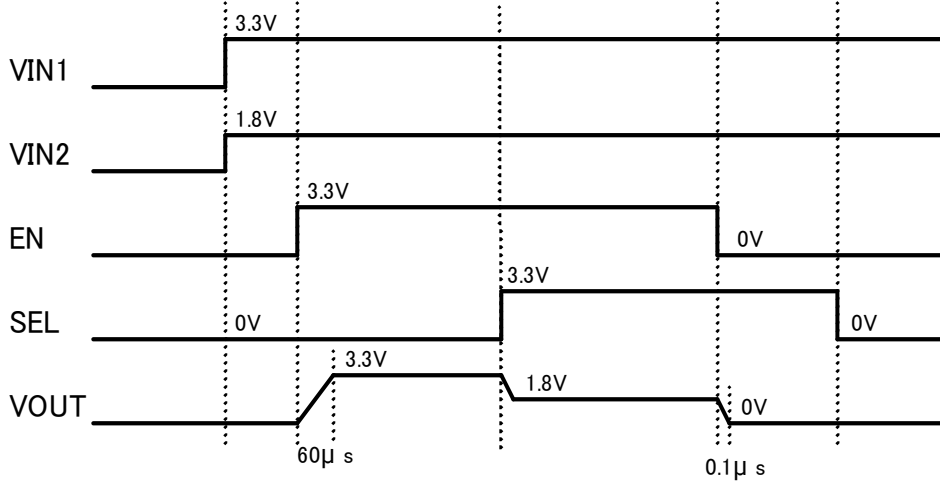 3.3V
VIN1
1.8V
VIN2
3.3V
EN
0V
3.3V
SEL
0V
0V
3.3V
1.8V
VOUT
0V
60μ s
0.1μ s